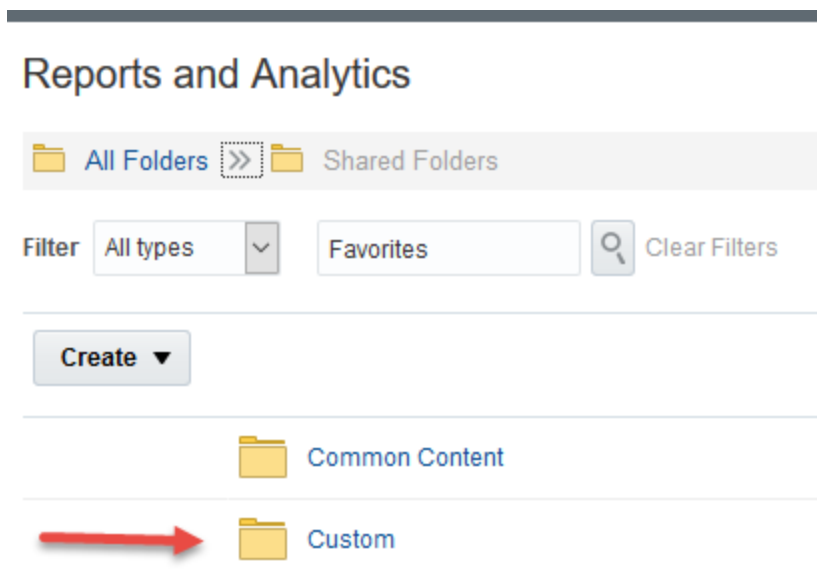 Reports and Analytics
All Folders Shared Folders
Filter All types Favorites Clear Filters
Create
Common Content
Custom